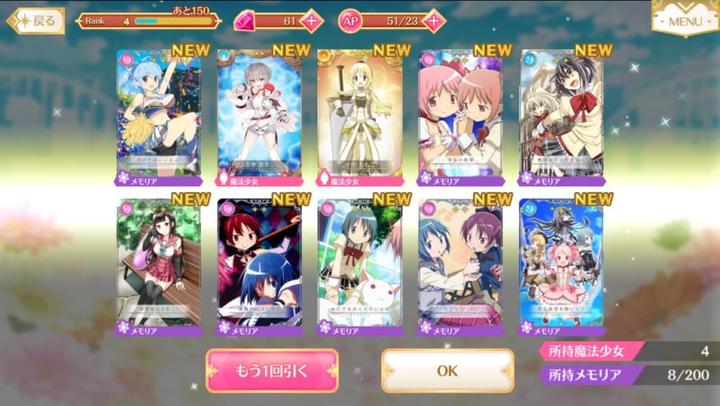 戻る
Rank 4
あと150
61
AP
51/23
MENU
NEW
NEW
NEW
NEW
NEW
メモリア
魔法少女
魔法少女
メモリア
メモリア
NEW
NEW
NEW
NEW
NEW
メモリア
メモリア
メモリア
メモリア
メモリア
もう1回引く
OK
所持魔法少女 4
所持メモリア 8/200